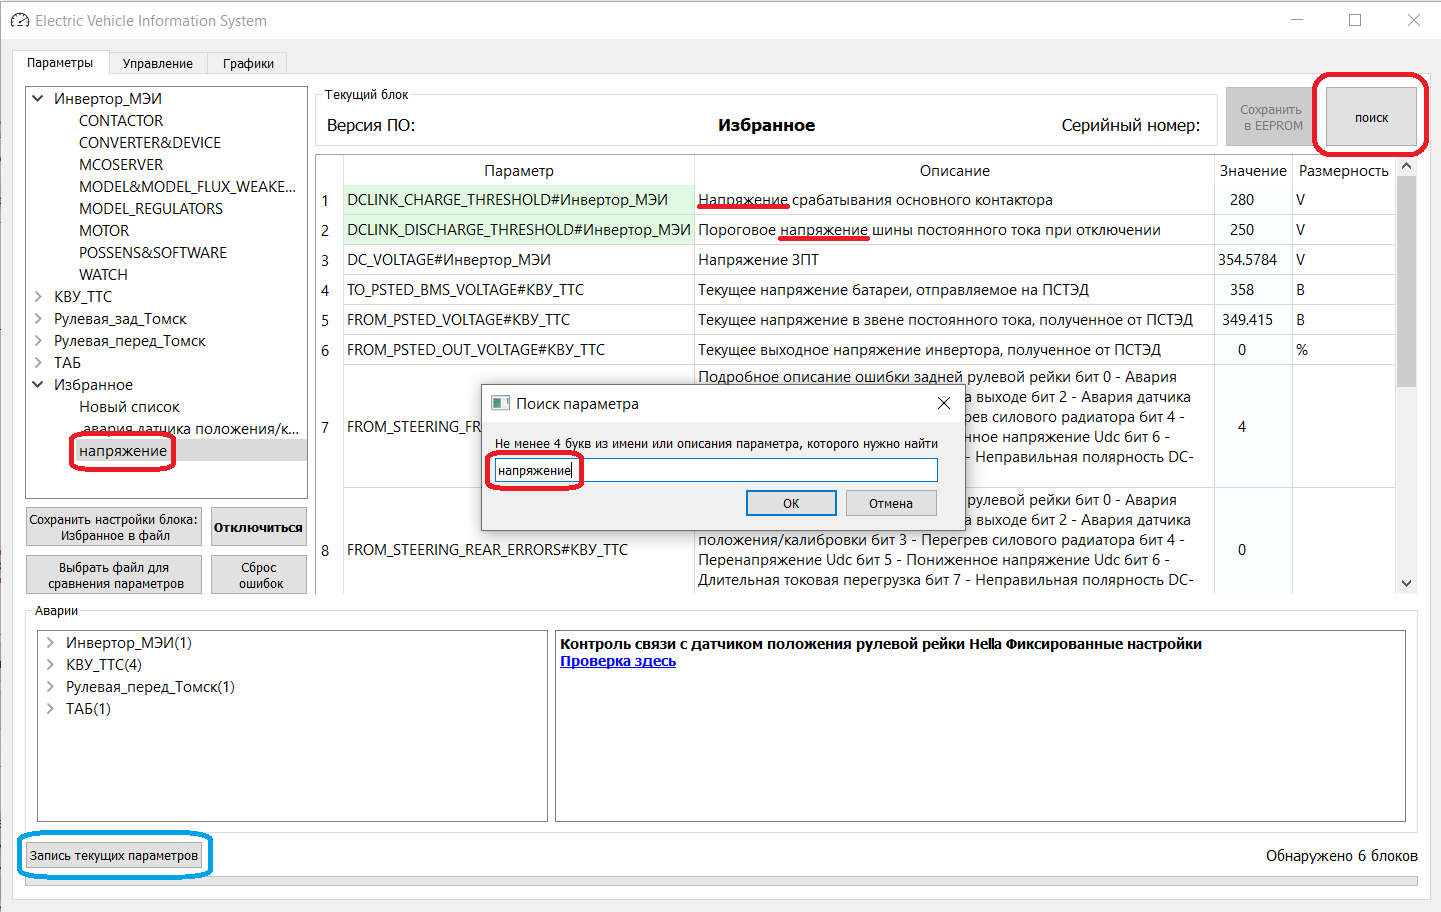 Electric Vehicle Information System
Параметры
Управление
Графики
Инвертор_МЭИ
CONTACTOR
CONVERTER&DEVICE
MCOSERVER
MODEL&MODEL_FLUX_WEAKE...
MODEL_REGULATORS
MOTOR
POSSENS&SOFTWARE
WATCH
КВУ_ТТС
Рулевая_зад_Томск
Рулевая_перед_Томск
ТАБ
Избранное
Новый список
авария датчика положения/к...
напряжение
Сохранить настройки блока:
Избранное в файл
Отключиться
Выбрать файл для
сравнения параметров
Сброс
ошибок
Текущий блок
Версия ПО:
Избранное
Серийный номер:
Сохранить
в EEPROM
поиск
Параметр Описание Значение Размерность
1 DCLINK_CHARGE_THRESHOLD#Инвертор_МЭИ Напряжение срабатывания основного контактора 280 V
2 DCLINK_DISCHARGE_THRESHOLD#Инвертор_МЭИ Пороговое напряжение шины постоянного тока при отключении 250 V
3 DC_VOLTAGE#Инвертор_МЭИ Напряжение ЗПТ 354.5784 V
4 TO_PSTED_BMS_VOLTAGE#КВУ_ТТС Текущее напряжение батареи, отправляемое на ПСТЭД 358 В
5 FROM_PSTED_VOLTAGE#КВУ_ТТС Текущее напряжение в звене постоянного тока, полученное от ПСТЭД 349.415 В
6 FROM_PSTED_OUT_VOLTAGE#КВУ_ТТС Текущее выходное напряжение инвертора, полученное от ПСТЭД 0 %
Подробное описание ошибки задней рулевой рейки бит 0 - Авария
выходе бит 2 - Авария датчика
7 FROM_STEERING_FR рев силового радиатора бит 4 - 4
нное напряжение Udc бит 6 -
- Неправильная полярность DC-
рулевой рейки бит 0 - Авария
выходе бит 2 - Авария датчика
положения/калибровки бит 3 - Перегрев силового радиатора бит 4 -
8 FROM_STEERING_REAR_ERRORS#КВУ_ТТС 0
Перенапряжение Udc бит 5 - Пониженное напряжение Udc бит 6 -
Длительная токовая перегрузка бит 7 - Неправильная полярность DC-
Поиск параметра
Не менее 4 букв из имени или описания параметра, которого нужно найти
напряжение
ОК
Отмена
Аварии
Инвертор_МЭИ(1)
КВУ_ТТС(4)
Рулевая_перед_Томск(1)
ТАБ(1)
Контроль связи с датчиком положения рулевой рейки Hella Фиксированные настройки
Проверка здесь
Запись текущих параметров
Обнаружено 6 блоков